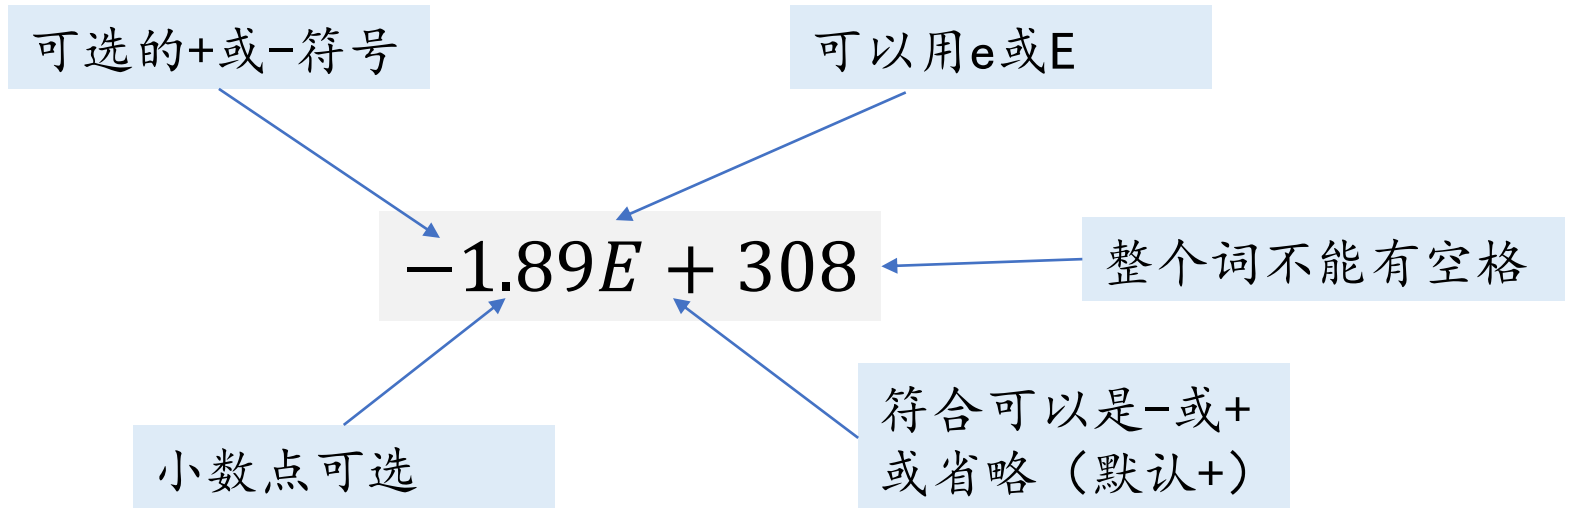 可选的+或-符号
可以用e或E
-1.89E + 308
整个词不能有空格
小数点可选
符合可以是-或+
或省略（默认+）